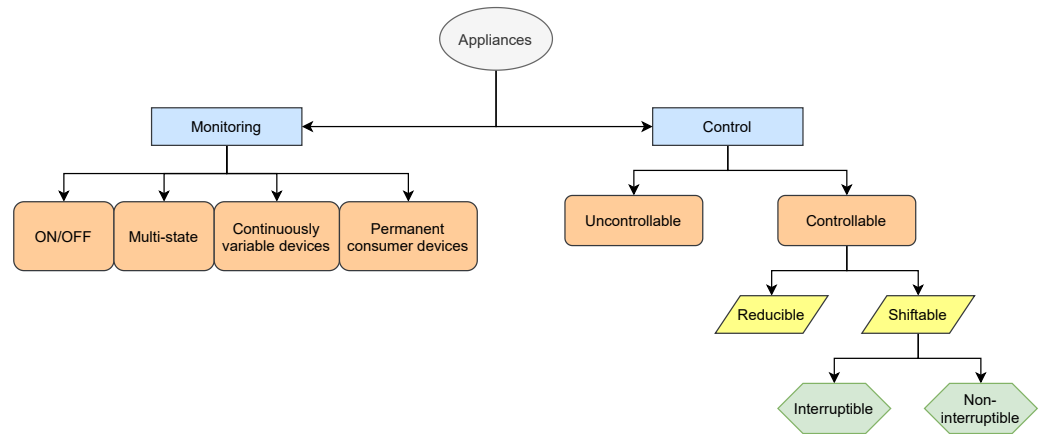 Appliances
Monitoring
Control
ON/OFF
Multi-state
Continuously
variable devices
Permanent
consumer devices
Uncontrollable
Controllable
Reducible
Shiftable
Interruptible
Non-
interruptible